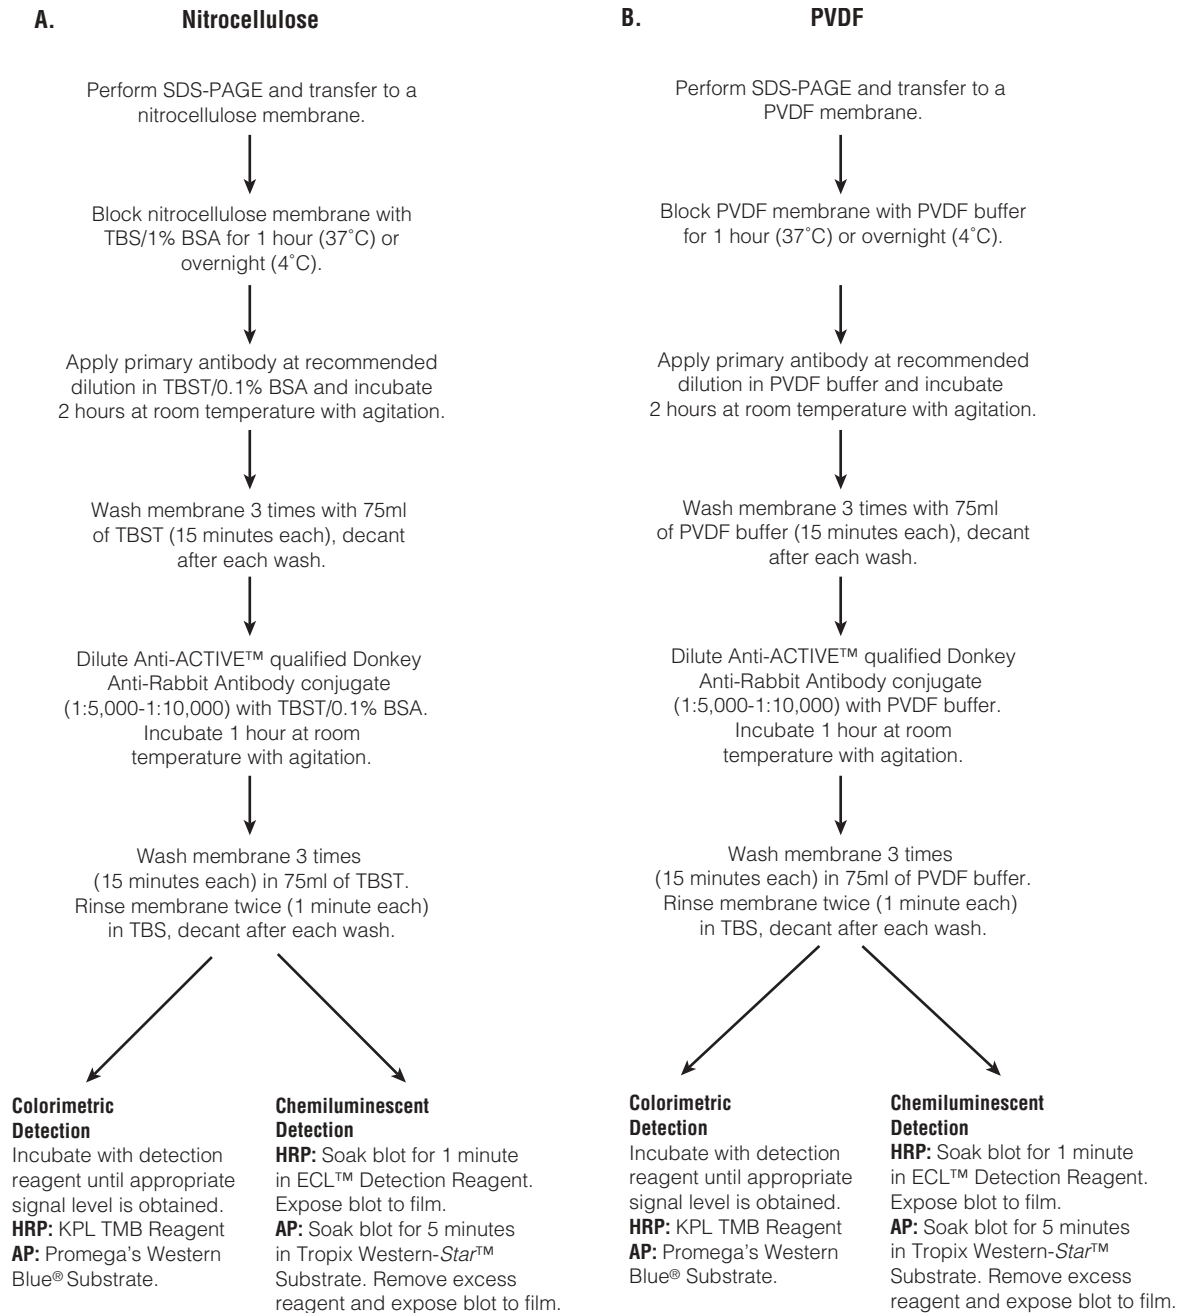 A. Nitrocellulose
Perform SDS-PAGE and transfer to a
nitrocellulose membrane.
Block nitrocellulose membrane with
TBS/1% BSA for 1 hour (37˚C) or
overnight (4˚C).
Apply primary antibody at recommended
dilution in TBST/0.1% BSA and incubate
2 hours at room temperature with agitation.
Wash membrane 3 times with 75ml
of TBST (15 minutes each), decant
after each wash.
Dilute Anti-ACTIVE™ qualified Donkey
Anti-Rabbit Antibody conjugate
(1:5,000-1:10,000) with TBST/0.1% BSA.
Incubate 1 hour at room
temperature with agitation.
Wash membrane 3 times
(15 minutes each) in 75ml of TBST.
Rinse membrane twice (1 minute each)
in TBS, decant after each wash.
Colorimetric
Detection
Incubate with detection
reagent until appropriate
signal level is obtained.
HRP: KPL TMB Reagent
AP: Promega's Western
Blue® Substrate.
Chemiluminescent
Detection
HRP: Soak blot for 1 minute
in ECL™ Detection Reagent.
Expose blot to film.
AP: Soak blot for 5 minutes
in Tropix Western-Star™
Substrate. Remove excess
reagent and expose blot to film.
B. PVDF
Perform SDS-PAGE and transfer to a
PVDF membrane.
Block PVDF membrane with PVDF buffer
for 1 hour (37˚C) or overnight (4˚C).
Apply primary antibody at recommended
dilution in PVDF buffer and incubate
2 hours at room temperature with agitation.
Wash membrane 3 times with 75ml
of PVDF buffer (15 minutes each), decant
after each wash.
Dilute Anti-ACTIVE™ qualified Donkey
Anti-Rabbit Antibody conjugate
(1:5,000-1:10,000) with PVDF buffer.
Incubate 1 hour at room
temperature with agitation.
Wash membrane 3 times
(15 minutes each) in 75ml of PVDF buffer.
Rinse membrane twice (1 minute each)
in TBS, decant after each wash.
Colorimetric
Detection
Incubate with detection
reagent until appropriate
signal level is obtained.
HRP: KPL TMB Reagent
AP: Promega's Western
Blue® Substrate.
Chemiluminescent
Detection
HRP: Soak blot for 1 minute
in ECL™ Detection Reagent.
Expose blot to film.
AP: Soak blot for 5 minutes
in Tropix Western-Star™
Substrate. Remove excess
reagent and expose blot to film.